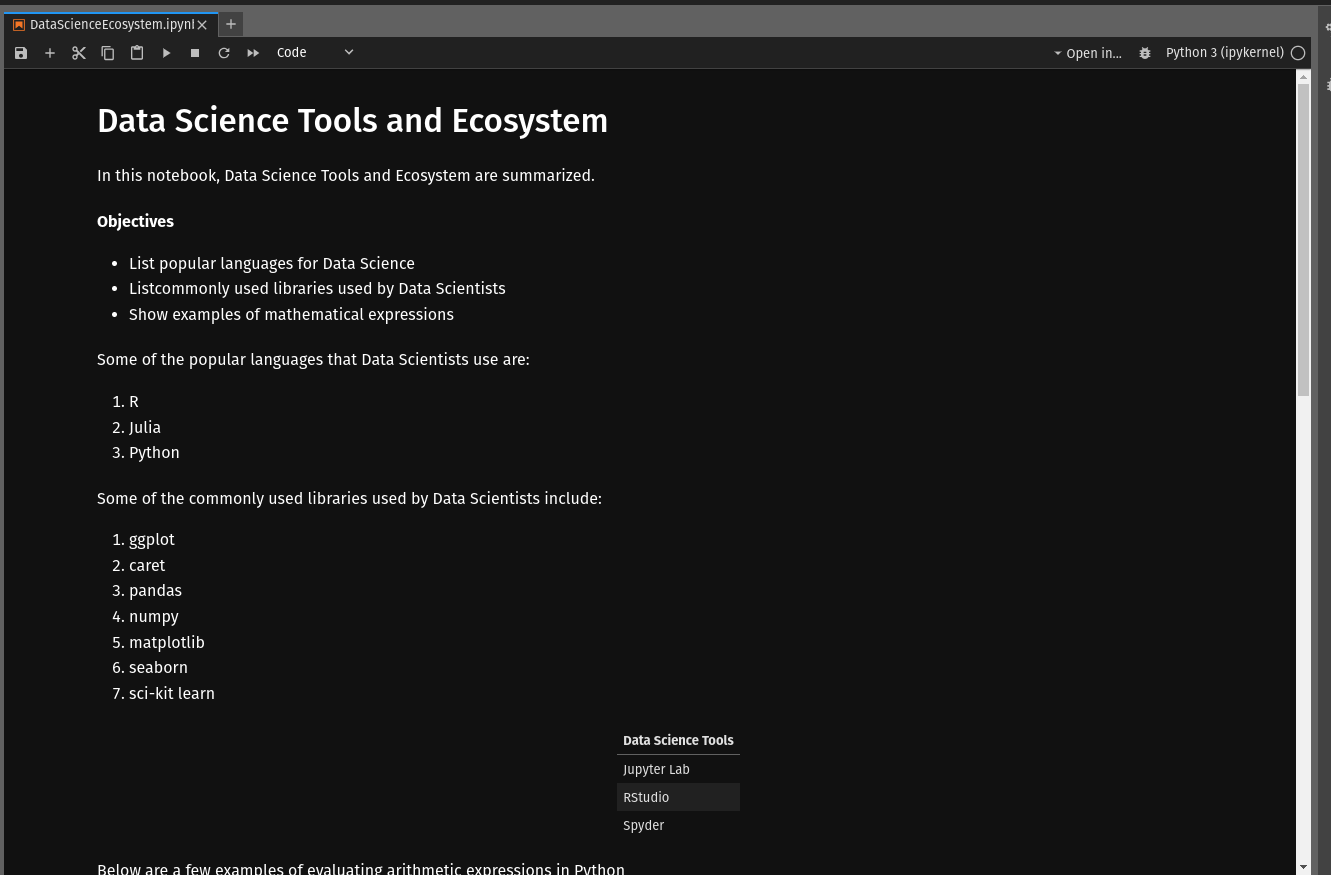 DataScienceEcosystem.ipynl
Code
Open in...
Python 3 (ipykernel)
Data Science Tools and Ecosystem
In this notebook, Data Science Tools and Ecosystem are summarized.
Objectives
• List popular languages for Data Science
• Listcommonly used libraries used by Data Scientists
• Show examples of mathematical expressions
Some of the popular languages that Data Scientists use are:
1. R
2. Julia
3. Python
Some of the commonly used libraries used by Data Scientists include:
1. ggplot
2. caret
3. pandas
4. numpy
5. matplotlib
6. seaborn
7. sci-kit learn
Data Science Tools
Jupyter Lab
RStudio
Spyder
Below are a few examples of evaluating arithmetic expressions in Python